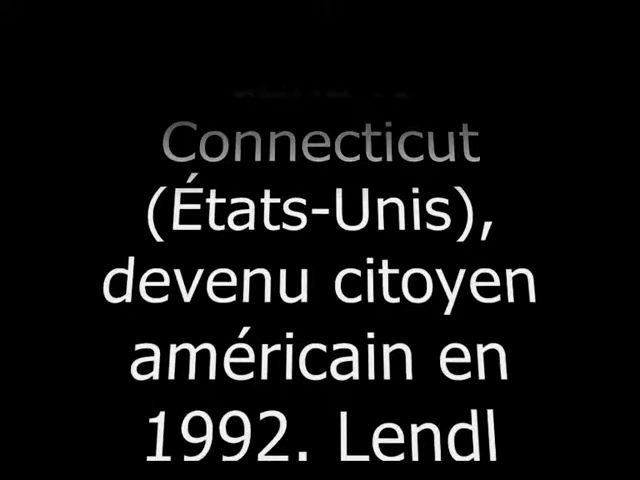 Connecticut
(États-Unis),
devenu citoyen
américain en
1992. Lendl